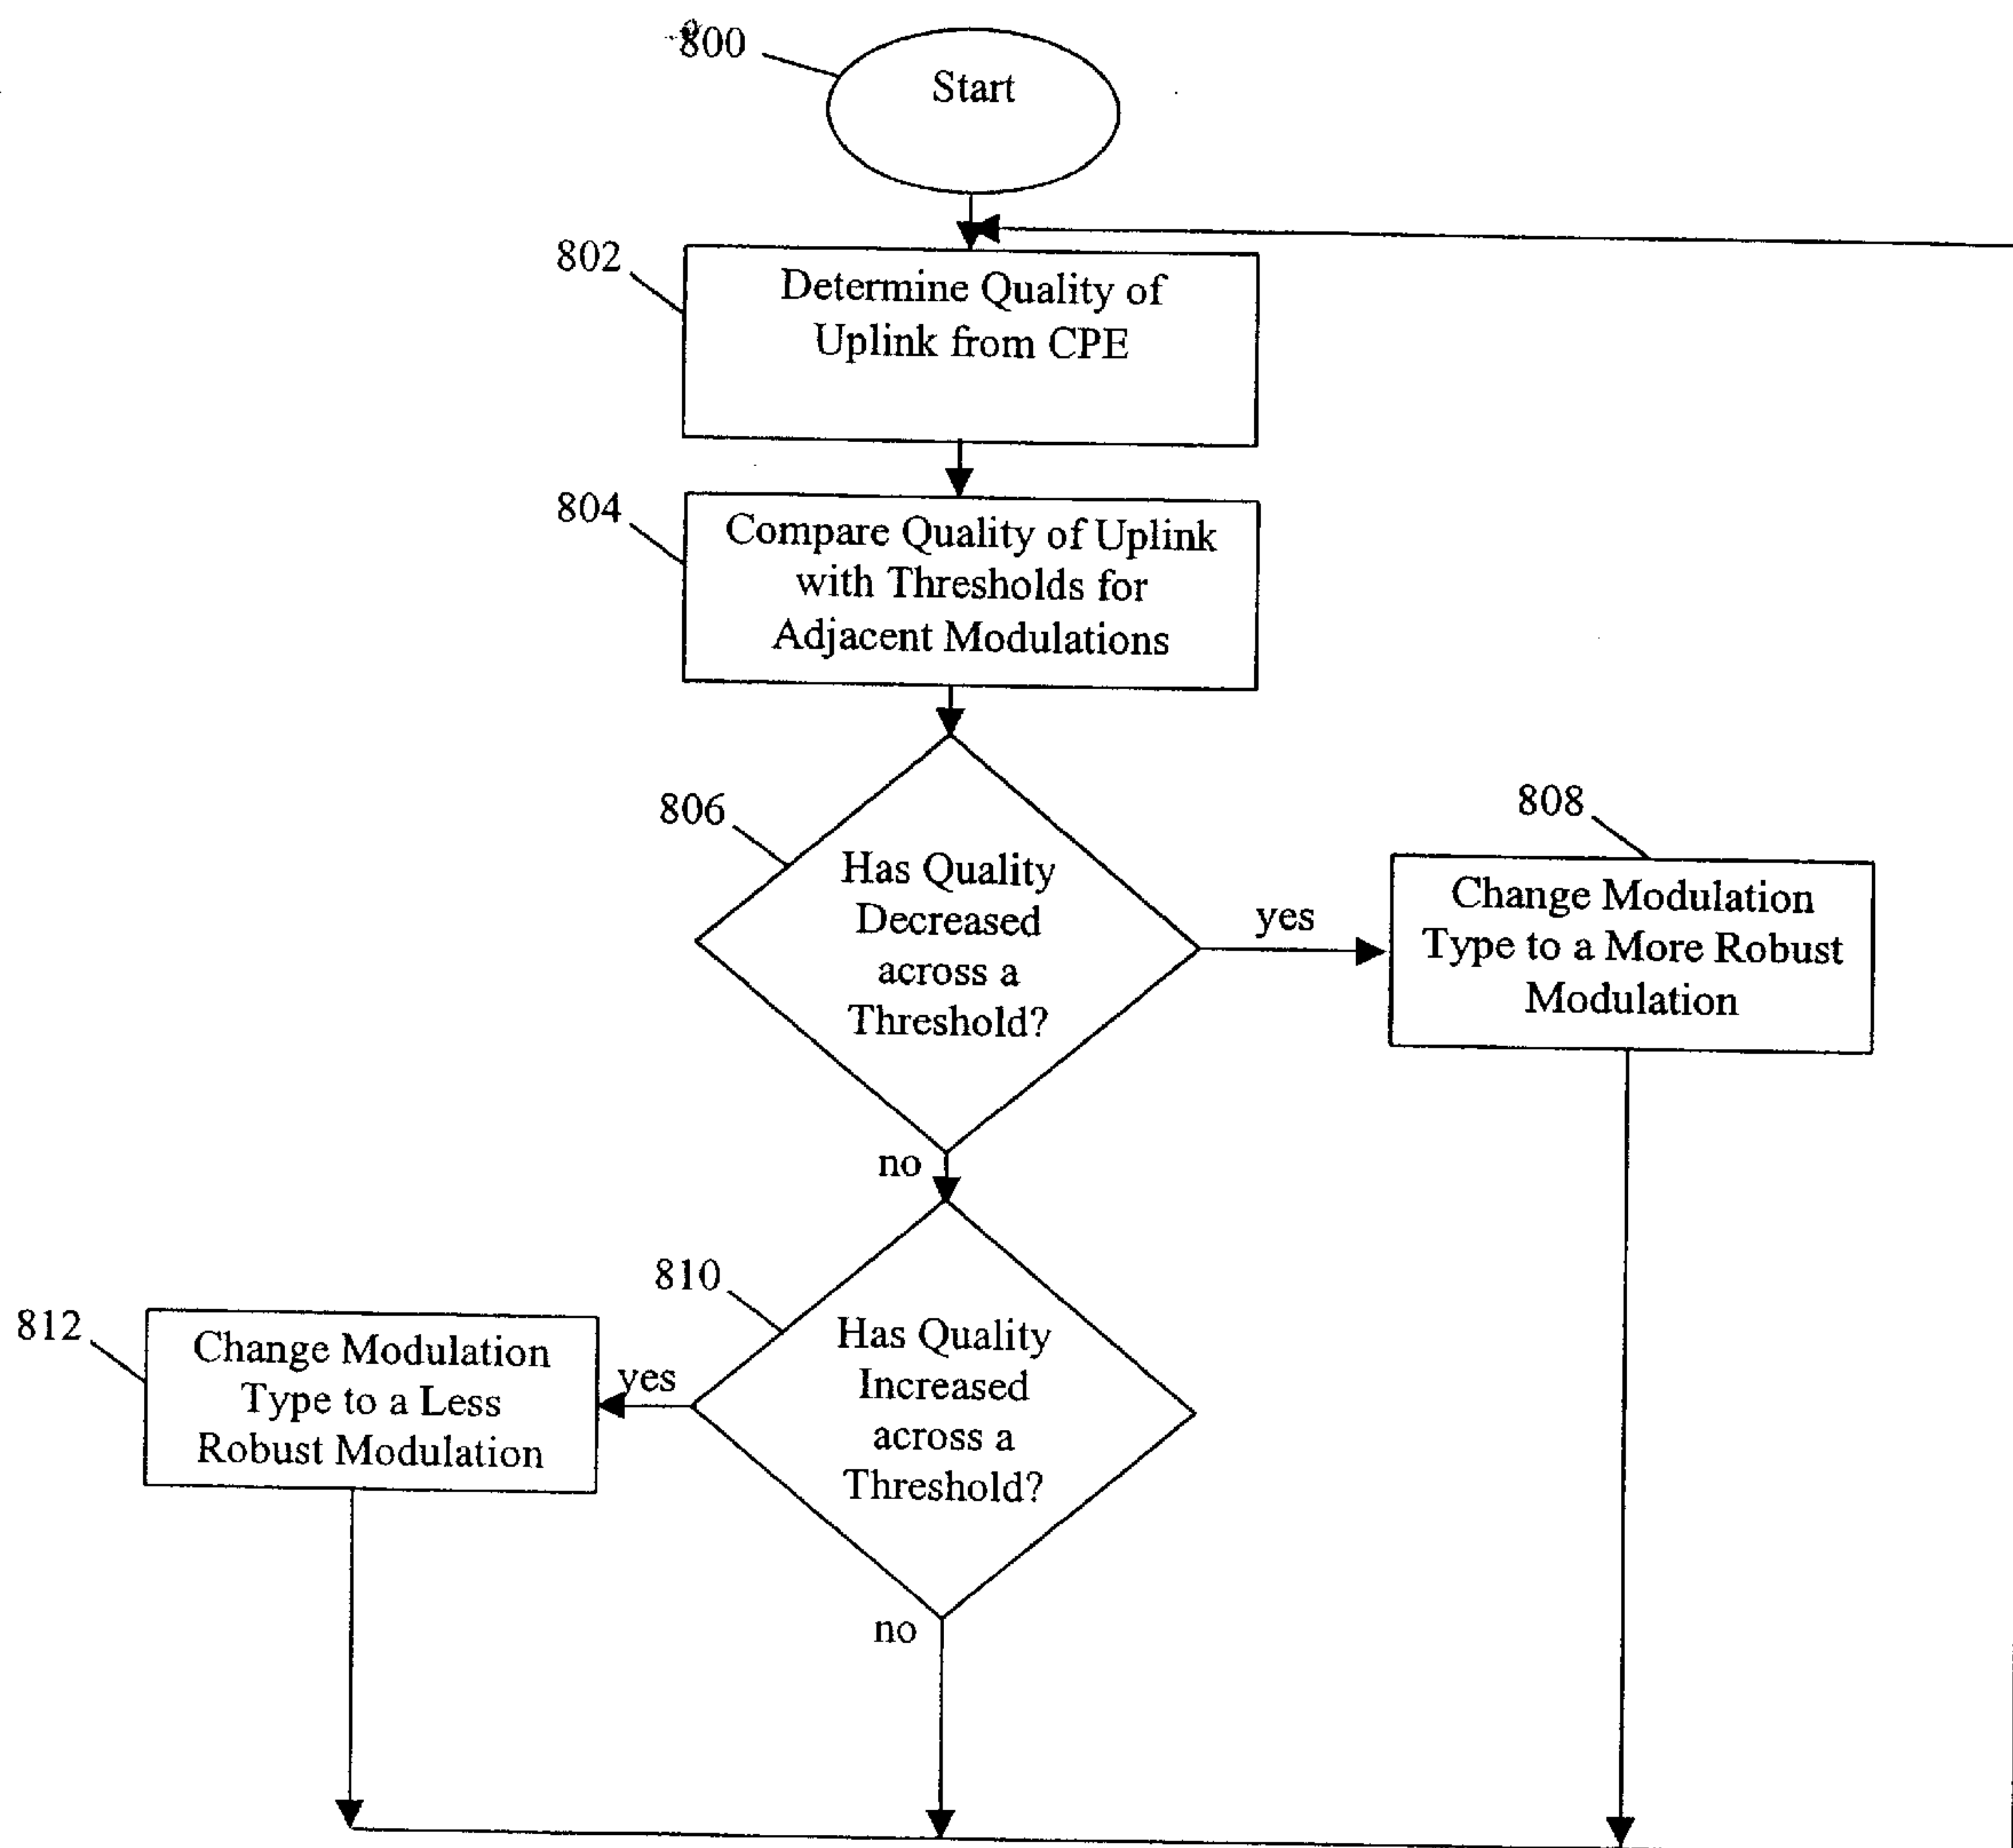 800
Start
802
Determine Quality of
Uplink from CPE
804
Compare Quality of Uplink
with Thresholds for
Adjacent Modulations
806
Has Quality
Decreased
across a
Threshold?
yes
808
Change Modulation
Type to a More Robust
Modulation
no
810
Has Quality
Increased
across a
Threshold?
yes
812
Change Modulation
Type to a Less
Robust Modulation
no